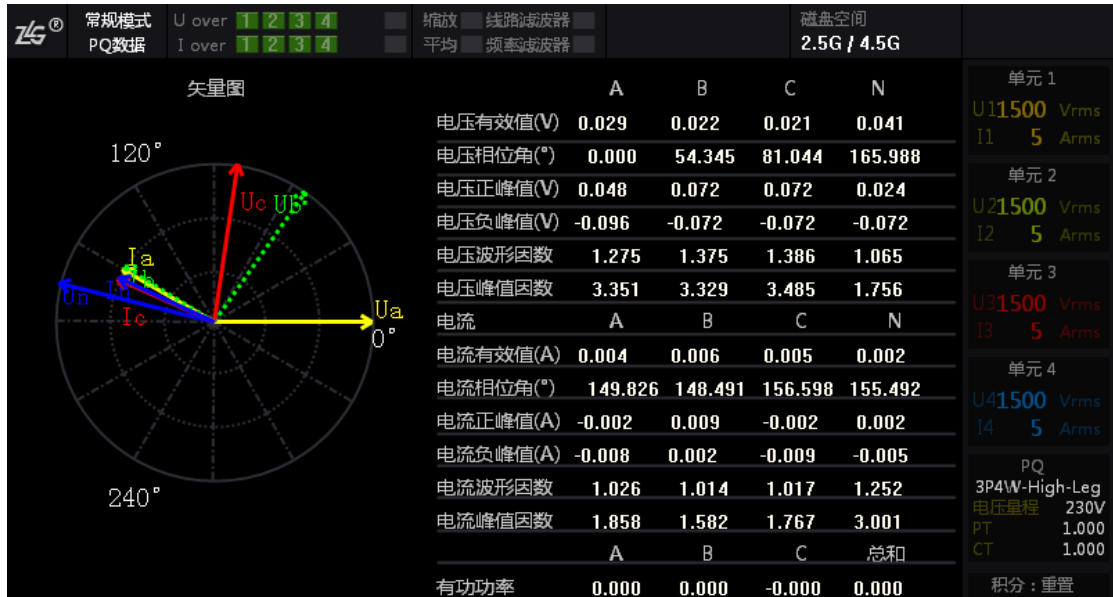 ZLG® 常规模式 U over 1 2 3 4 缩放 线路滤波器 磁盘空间
PQ数据 I over 1 2 3 4 平均 频率滤波器 2.5G / 4.5G
矢量图
120°
240°
0°
Ua
Ub
Uc
Un
Ia
Ib
Ic
In
A B C N
电压有效值(V) 0.029 0.022 0.021 0.041
电压相位角(°) 0.000 54.345 81.044 165.988
电压正峰值(V) 0.048 0.072 0.072 0.024
电压负峰值(V) -0.096 -0.072 -0.072 -0.072
电压波形因数 1.275 1.375 1.386 1.065
电压峰值因数 3.351 3.329 3.485 1.756
电流 A B C N
电流有效值(A) 0.004 0.006 0.005 0.002
电流相位角(°) 149.826 148.491 156.598 155.492
电流正峰值(A) -0.002 0.009 -0.002 0.002
电流负峰值(A) -0.008 0.002 -0.009 -0.005
电流波形因数 1.026 1.014 1.017 1.252
电流峰值因数 1.858 1.582 1.767 3.001
A B C 总和
有功功率 0.000 0.000 -0.000 0.000
单元 1
U1 1500 Vrms
I1 5 Arms
单元 2
U2 1500 Vrms
I2 5 Arms
单元 3
U3 1500 Vrms
I3 5 Arms
单元 4
U4 1500 Vrms
I4 5 Arms
PQ
3P4W-High-Leg
电压量程 230V
PT 1.000
CT 1.000
积分：重置